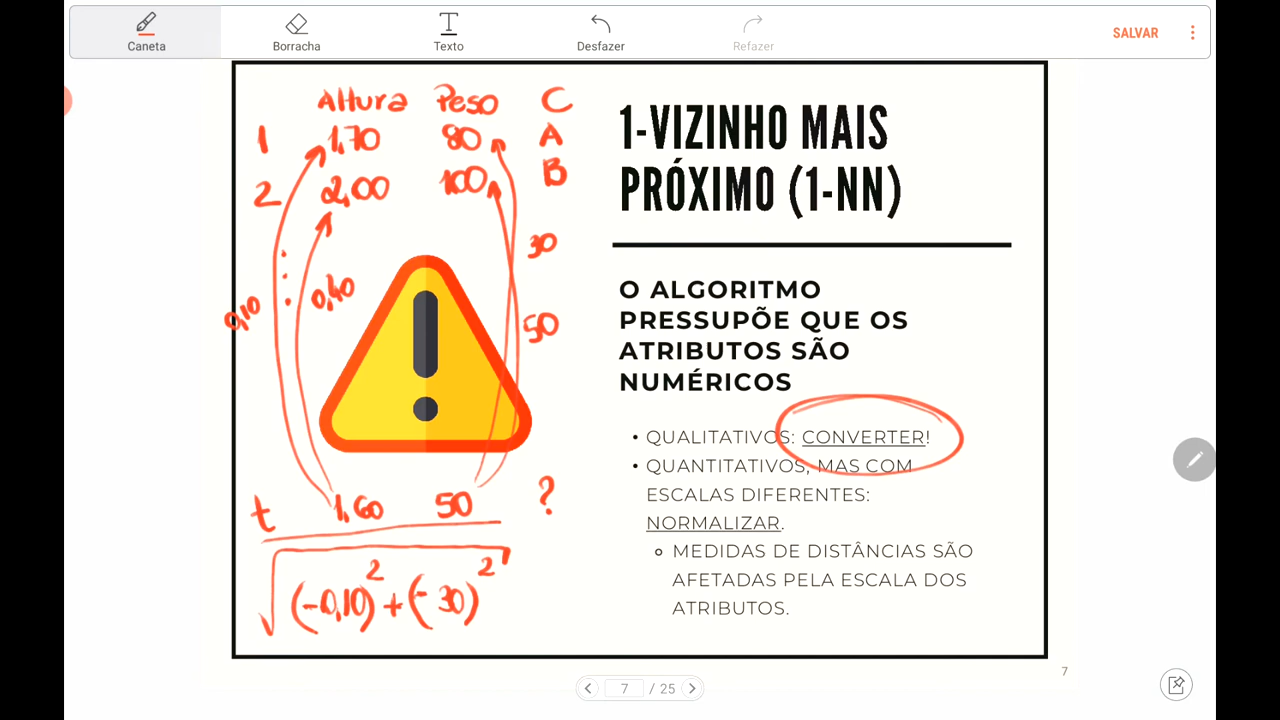 Caneta Borracha Texto Desfazer Refazer SALVAR
Altura Peso C
1 1,70 80 A
2 2,00 100 B
30
0,10 0,40
50
t 1,60 50 ?
√(-0,10)² + (-30)²
1-VIZINHO MAIS
PRÓXIMO (1-NN)
O ALGORITMO
PRESSUPÕE QUE OS
ATRIBUTOS SÃO
NUMÉRICOS
• QUALITATIVOS: CONVERTER!
• QUANTITATIVOS, MAS COM
ESCALAS DIFERENTES:
NORMALIZAR.
MEDIDAS DE DISTÂNCIAS SÃO
AFETADAS PELA ESCALA DOS
ATRIBUTOS.
7
7 / 25